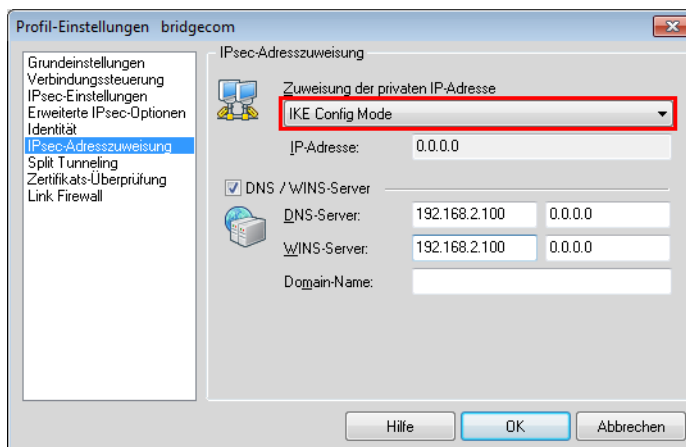 Profil-Einstellungen bridgecom
Grundeinstellungen
Verbindungssteuerung
IPsec-Einstellungen
Erweiterte IPsec-Optionen
Identität
IPsec-Adresszuweisung
Split Tunneling
Zertifikats-Überprüfung
Link Firewall
IPsec-Adresszuweisung
Zuweisung der privaten IP-Adresse
IKE Config Mode
IP-Adresse: 0.0.0.0
DNS / WINS-Server
DNS-Server: 192.168.2.100 0.0.0.0
WINS-Server: 192.168.2.100 0.0.0.0
Domain-Name:
Hilfe OK Abbrechen